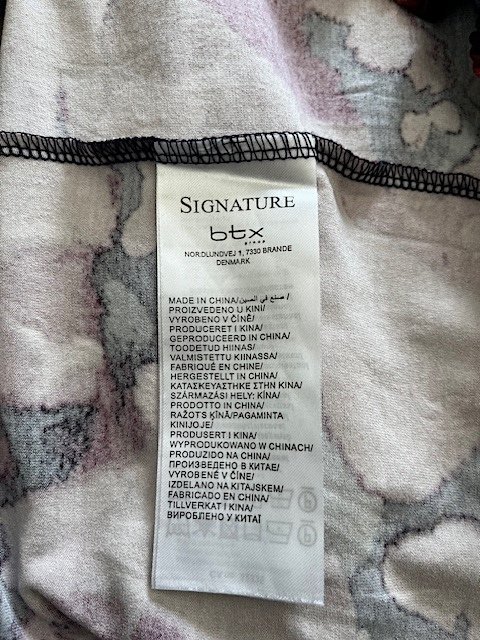 SIGNATURE
btx
group
NORDLUNDVEJ 1, 7330 BRANDE
DENMARK
MADE IN CHINA/صنع في الصين/
PROIZVEDENO U KINI/
VYROBENO V ČÍNĚ/
PRODUCERET I KINA/
GEPRODUCEERD IN CHINA/
TOODETUD HIINAS/
VALMISTETTU KIINASSA/
FABRIQUÉ EN CHINE/
HERGESTELLT IN CHINA/
ΚΑΤΑΣΚΕΥΑΣΤΗΚΕ ΣΤΗΝ ΚΙΝΑ/
SZÁRMAZÁSI HELY: KÍNA/
PRODOTTO IN CHINA/
RAŽOTS ĶĪNĀ/PAGAMINTA
KINIJOJE/
PRODUSERT I KINA/
WYPRODUKOWANO W CHINACH/
PRODUZIDO NA CHINA/
ПРОИЗВЕДЕНО В КИТАЕ/
VYROBENÉ V ČÍNE/
IZDELANO NA KITAJSKEM/
FABRICADO EN CHINA/
TILLVERKAT I KINA/
ВИРОБЛЕНО У КИТАЇ